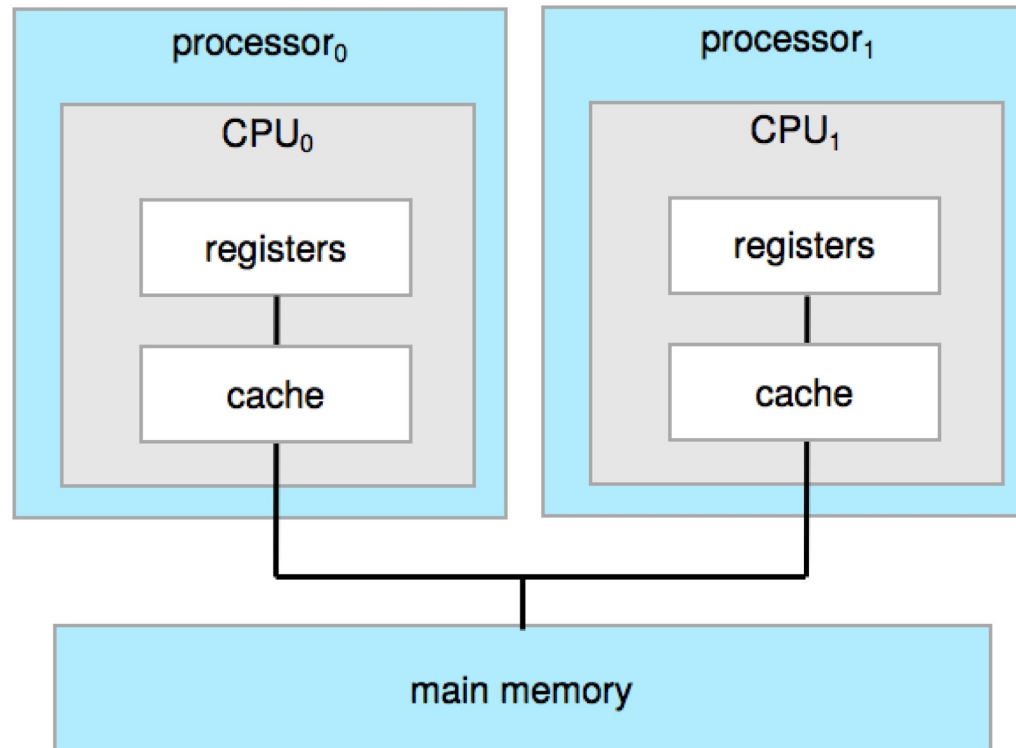 processor₀
processor₁
CPU₀
CPU₁
registers
registers
cache
cache
main memory